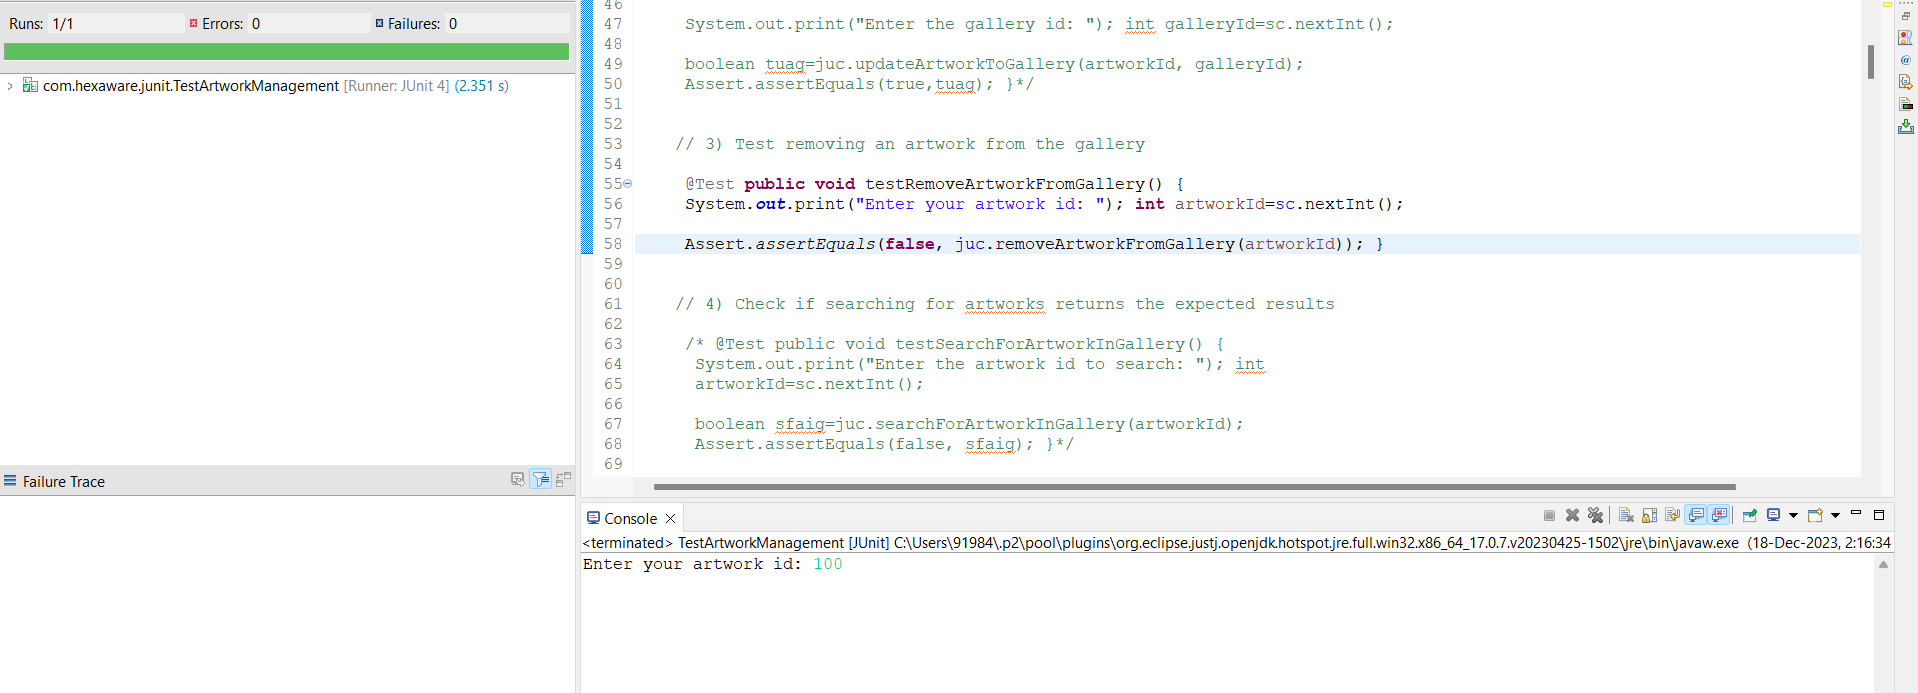 Runs: 1/1 Errors: 0 Failures: 0
com.hexaware.junit.TestArtworkManagement [Runner: JUnit 4] (2.351 s)
Failure Trace
46
47 System.out.print("Enter the gallery id: "); int galleryId=sc.nextInt();
48
49 boolean tuag=juc.updateArtworkToGallery(artworkId, galleryId);
50 Assert.assertEquals(true,tuag); }*/
51
52
53 // 3) Test removing an artwork from the gallery
54
55 @Test public void testRemoveArtworkFromGallery() {
56 System.out.print("Enter your artwork id: "); int artworkId=sc.nextInt();
57
58 Assert.assertEquals(false, juc.removeArtworkFromGallery(artworkId)); }
59
60
61 // 4) Check if searching for artworks returns the expected results
62
63 /* @Test public void testSearchForArtworkInGallery() {
64 System.out.print("Enter the artwork id to search: "); int
65 artworkId=sc.nextInt();
66
67 boolean sfaig=juc.searchForArtworkInGallery(artworkId);
68 Assert.assertEquals(false, sfaig); }*/
69
Console
<terminated> TestArtworkManagement [JUnit] C:\Users\91984\.p2\pool\plugins\org.eclipse.justj.openjdk.hotspot.jre.full.win32.x86_64_17.0.7.v20230425-1502\jre\bin\javaw.exe (18-Dec-2023, 2:16:34
Enter your artwork id: 100